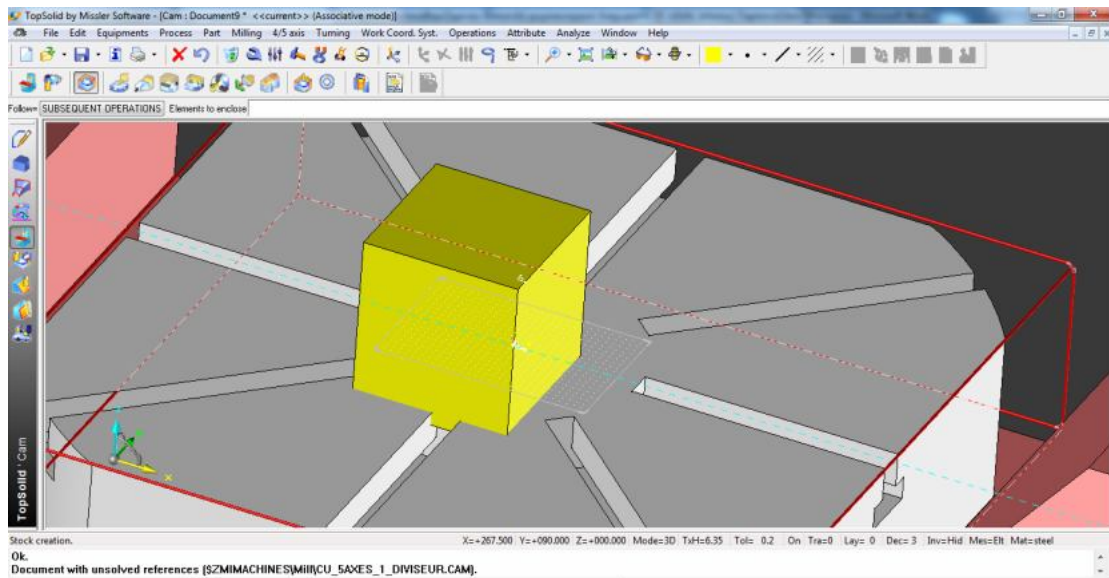 TopSolid by Missler Software - [Cam : Document9 * <<current>> (Associative mode)]
File Edit Equipments Process Part Milling 4/5 axis Turning Work Coord. Syst. Operations Attribute Analyze Window Help
Follow= SUBSEQUENT OPERATIONS Elements to enclose
TopSolid'Cam
X
Stock creation. X=+267.500 Y=+090.000 Z=+000.000 Mode=3D TxH=6.35 Tol= 0.2 On Tra=0 Lay= 0 Dec= 3 Inv=Hid Mes=Elt Mat=steel
Ok.
Document with unsolved references ($ZMIMACHINES\Mill\CU_5AXES_1_DIVISEUR.CAM).